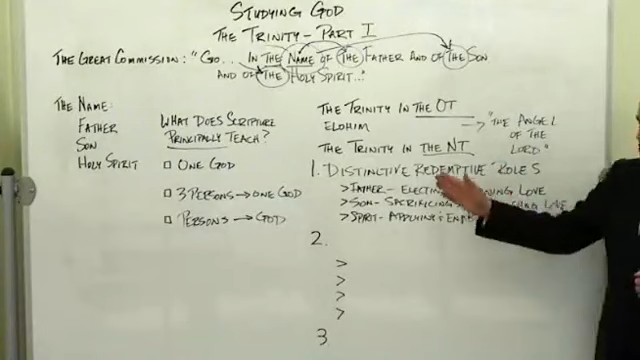 STUDYING GOD
THE TRINITY - PART I
THE GREAT COMMISSION: "GO... IN THE NAME OF THE FATHER AND OF THE SON
AND OF THE HOLY SPIRIT..."
THE NAME:
FATHER
SON
HOLY SPIRIT
WHAT DOES SCRIPTURE
PRINCIPALLY TEACH?
□ ONE GOD
□ 3 PERSONS → ONE GOD
□ PERSONS → GOD
THE TRINITY IN THE OT
ELOHIM → "THE ANGEL
OF THE
LORD"
THE TRINITY IN THE NT
1. DISTINCTIVE REDEMPTIVE ROLES
> FATHER - LOVE
> SON - SACRIFICING LOVE
> SPIRIT - APPLYING
2.
>
>
>
>
3